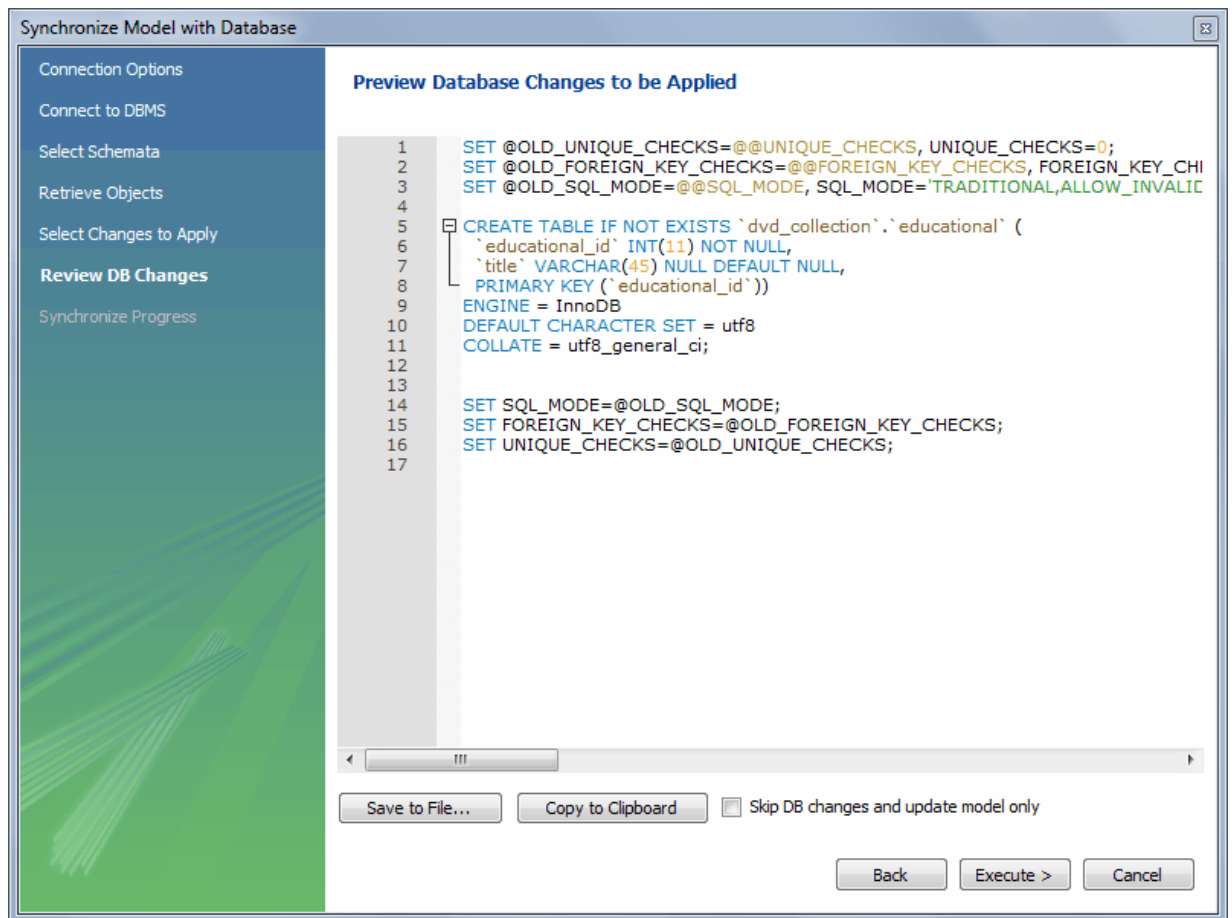 Synchronize Model with Database
Connection Options
Connect to DBMS
Select Schemata
Retrieve Objects
Select Changes to Apply
Review DB Changes
Synchronize Progress
Preview Database Changes to be Applied
1 SET @OLD_UNIQUE_CHECKS=@@UNIQUE_CHECKS, UNIQUE_CHECKS=0;
2 SET @OLD_FOREIGN_KEY_CHECKS=@@FOREIGN_KEY_CHECKS, FOREIGN_KEY_CHI
3 SET @OLD_SQL_MODE=@@SQL_MODE, SQL_MODE='TRADITIONAL,ALLOW_INVALID
4
5 CREATE TABLE IF NOT EXISTS `dvd_collection`.`educational` (
6 `educational_id` INT(11) NOT NULL,
7 `title` VARCHAR(45) NULL DEFAULT NULL,
8 PRIMARY KEY (`educational_id`))
9 ENGINE = InnoDB
10 DEFAULT CHARACTER SET = utf8
11 COLLATE = utf8_general_ci;
12
13
14 SET SQL_MODE=@OLD_SQL_MODE;
15 SET FOREIGN_KEY_CHECKS=@OLD_FOREIGN_KEY_CHECKS;
16 SET UNIQUE_CHECKS=@OLD_UNIQUE_CHECKS;
17
Save to File... Copy to Clipboard Skip DB changes and update model only
Back Execute > Cancel